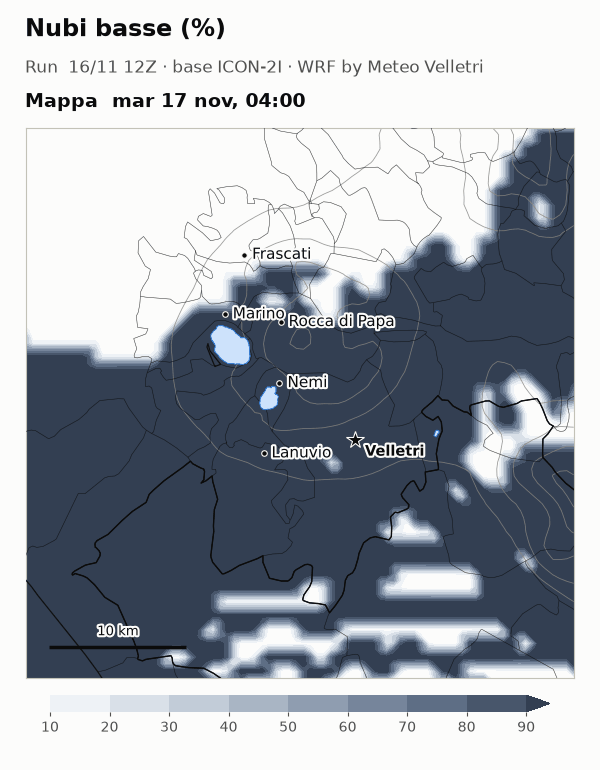 Nubi basse (%)
Run  16/11 12Z · base ICON-2I · WRF by Meteo Velletri
Mappa  mar 17 nov, 04:00
Frascati
Marino
Rocca di Papa
Nemi
Velletri
Lanuvio
10 km
10 20 30 40 50 60 70 80 90